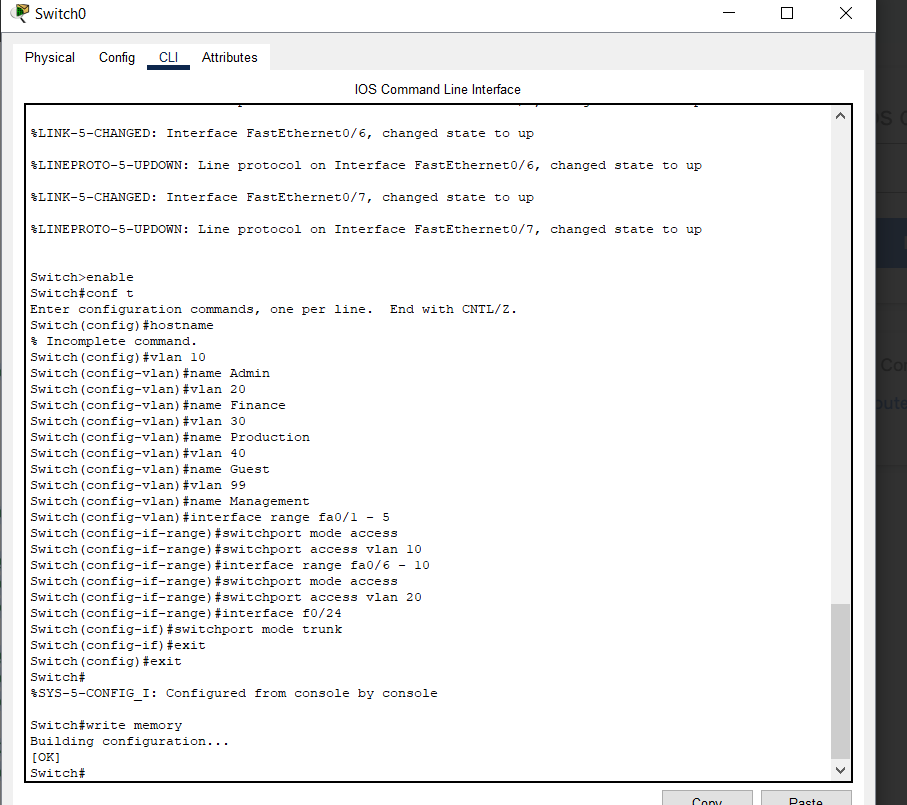 Switch0
Physical Config CLI Attributes
IOS Command Line Interface
%LINK-5-CHANGED: Interface FastEthernet0/6, changed state to up
%LINEPROTO-5-UPDOWN: Line protocol on Interface FastEthernet0/6, changed state to up
%LINK-5-CHANGED: Interface FastEthernet0/7, changed state to up
%LINEPROTO-5-UPDOWN: Line protocol on Interface FastEthernet0/7, changed state to up
Switch>enable
Switch#conf t
Enter configuration commands, one per line.  End with CNTL/Z.
Switch(config)#hostname
% Incomplete command.
Switch(config)#vlan 10
Switch(config-vlan)#name Admin
Switch(config-vlan)#vlan 20
Switch(config-vlan)#name Finance
Switch(config-vlan)#vlan 30
Switch(config-vlan)#name Production
Switch(config-vlan)#vlan 40
Switch(config-vlan)#name Guest
Switch(config-vlan)#vlan 99
Switch(config-vlan)#name Management
Switch(config-vlan)#interface range fa0/1 - 5
Switch(config-if-range)#switchport mode access
Switch(config-if-range)#switchport access vlan 10
Switch(config-if-range)#interface range fa0/6 - 10
Switch(config-if-range)#switchport mode access
Switch(config-if-range)#switchport access vlan 20
Switch(config-if-range)#interface f0/24
Switch(config-if)#switchport mode trunk
Switch(config-if)#exit
Switch(config)#exit
Switch#
%SYS-5-CONFIG_I: Configured from console by console
Switch#write memory
Building configuration...
[OK]
Switch#
Copy Paste